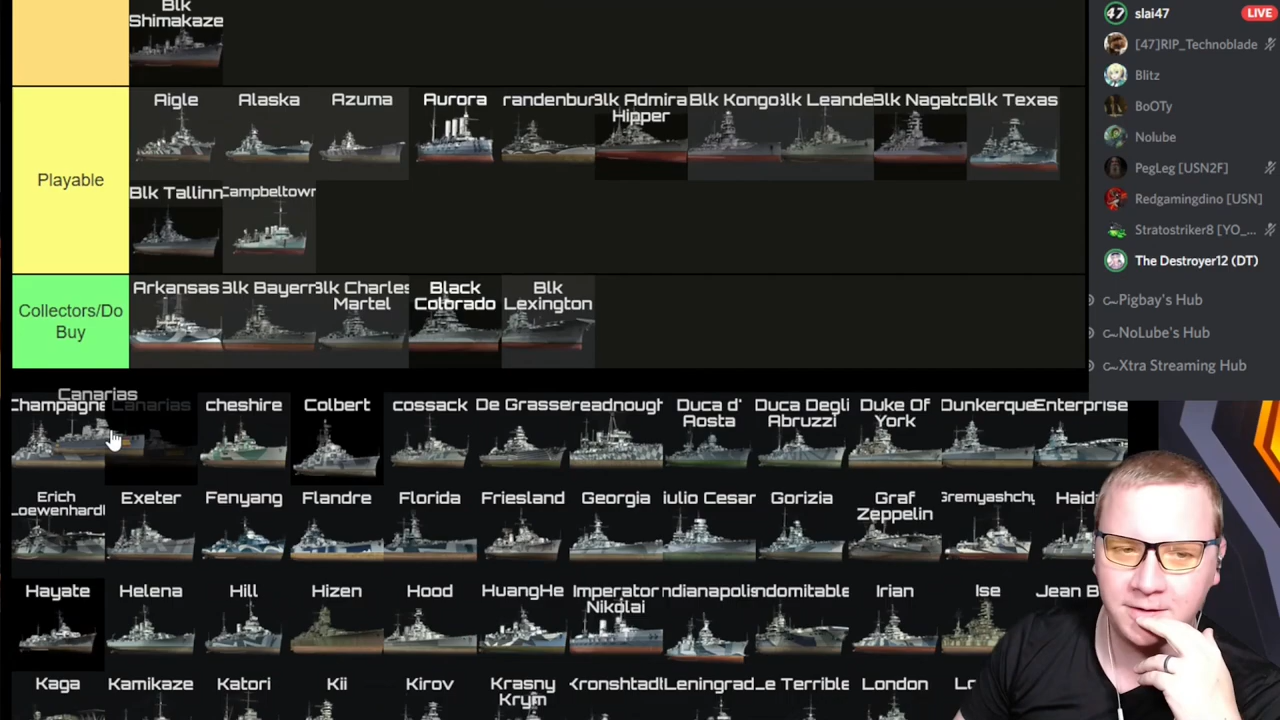 Blk
Shimakaze
Playable
Aigle
Alaska
Azuma
Aurora
randenbur
Blk Admira
Hipper
Blk Kongo
Blk Leande
Blk Nagato
Blk Texas
Blk Tallinn
Campbeltown
Collectors/Do
Buy
Arkansas
Blk Bayern
Blk Charles
Martel
Black
Colorado
Blk
Lexington
Canarias
Champagne
Canarias
cheshire
Colbert
cossack
De Grasse
readnough
Duca d'
Aosta
Duca Degli
Abruzzi
Duke Of
York
Dunkerque
Enterprise
Erich
Loewenhardt
Exeter
Fenyang
Flandre
Florida
Friesland
Georgia
iulio Cesar
Gorizia
Graf
Zeppelin
Gremyashchy
Haida
Hayate
Helena
Hill
Hizen
Hood
HuangHe
Imperator
Nikolai
ndianapolis
ndomitable
Irian
Ise
Jean B
Kaga
Kamikaze
Katori
Kii
Kirov
Krasny
Krym
Kronshtadt
Leningrad
Le Terrible
London
Lo
47
slai47
LIVE
[47]RIP_Technoblade
Blitz
BoOTy
Nolube
PegLeg [USN2F]
Redgamingdino [USN]
Stratostriker8 [YO_...
The Destroyer12 (DT)
Pigbay's Hub
NoLube's Hub
Xtra Streaming Hub